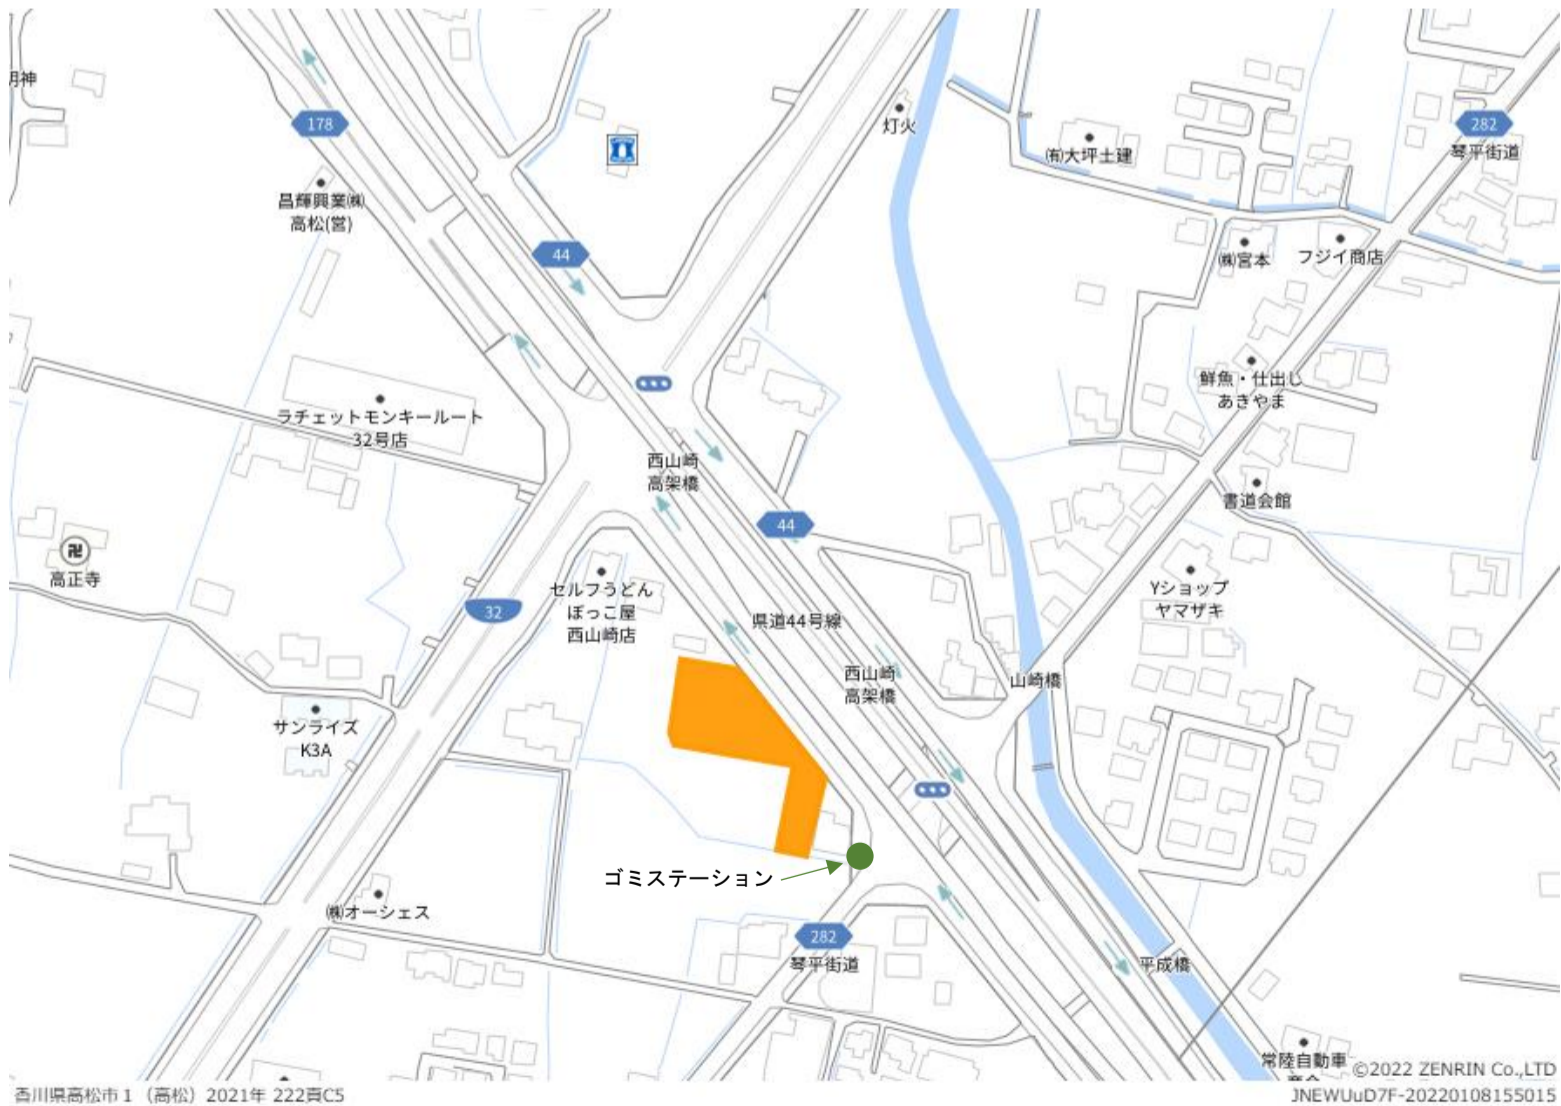 明神
178
灯火
㈲大坪土建
282
琴平街道
昌輝興業㈱
高松(営)
44
㈱宮本
フジイ商店
鮮魚・仕出し
あきやま
ラチェットモンキールート
32号店
西山崎
高架橋
書道会館
44
高正寺
セルフうどん
ぼっこ屋
西山崎店
32
Yショップ
ヤマザキ
県道44号線
西山崎
高架橋
山崎橋
サンライズ
K3A
ゴミステーション
㈱オーシェス
282
琴平街道
平成橋
常陸自動車
©2022 ZENRIN Co.,LTD
香川県高松市1（高松）2021年 222頁C5
JNEWUuD7F-20220108155015